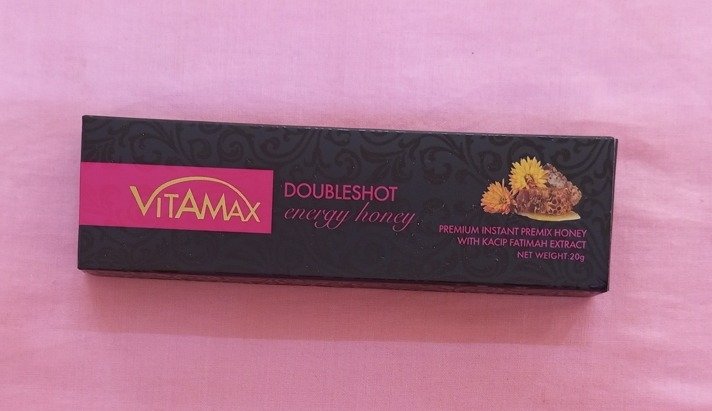 VITAMAX
DOUBLESHOT
energy honey
PREMIUM INSTANT PREMIX HONEY
WITH KACIP FATIMAH EXTRACT
NET WEIGHT 20g